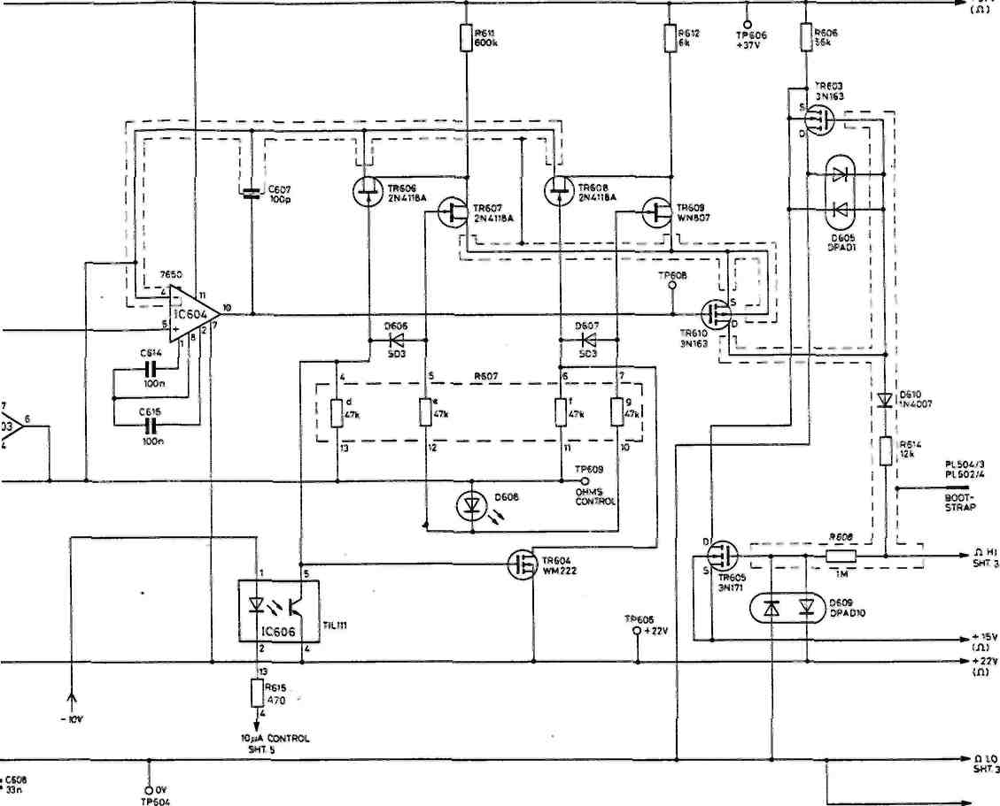 (Ω)
R611
600k
R612
6k
TP606
+37V
R606
36k
TR603
3N163
S
D
C607
100p
TR606
2N4118A
TR607
2N4118A
TR608
2N4118A
TR609
WN807
D605
DPAD1
7650
4
11
IC604
10
5
+
1
8
2
7
TP608
S
D
TR610
3N163
D606
SD3
D607
SD3
C614
100n
C615
100n
R607
4
5
6
7
d
47k
e
47k
f
47k
g
47k
13
12
11
10
D610
1N4007
R614
12k
7
6
03
4
PL504/3
PL502/4
BOOT-
STRAP
TP609
OHMS
CONTROL
D608
R608
1M
Ω HI
SHT. 3
D
S
TR605
3N171
TR604
WM222
1
5
IC606
TIL111
2
4
D609
DPAD10
TP605
+22V
+15V
(Ω)
+22V
(Ω)
13
R615
470
4
-10V
10μA CONTROL
SHT. 5
Ω LO
SHT. 3
C608
33n
0V
TP604